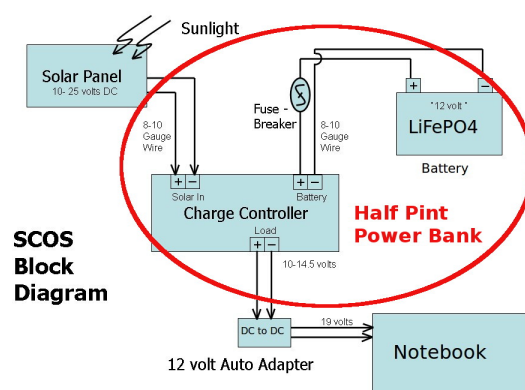 Sunlight
Solar Panel
10- 25 volts DC
Fuse -
Breaker
+ −
"12 volt "
LiFePO4
Battery
8-10
Gauge
Wire
8-10
Gauge
Wire
+ −
Solar In
+ −
Battery
Charge Controller
Load
+ −
10-14.5 volts
Half Pint
Power Bank
SCOS
Block
Diagram
DC to DC
19 volts
12 volt Auto Adapter
Notebook